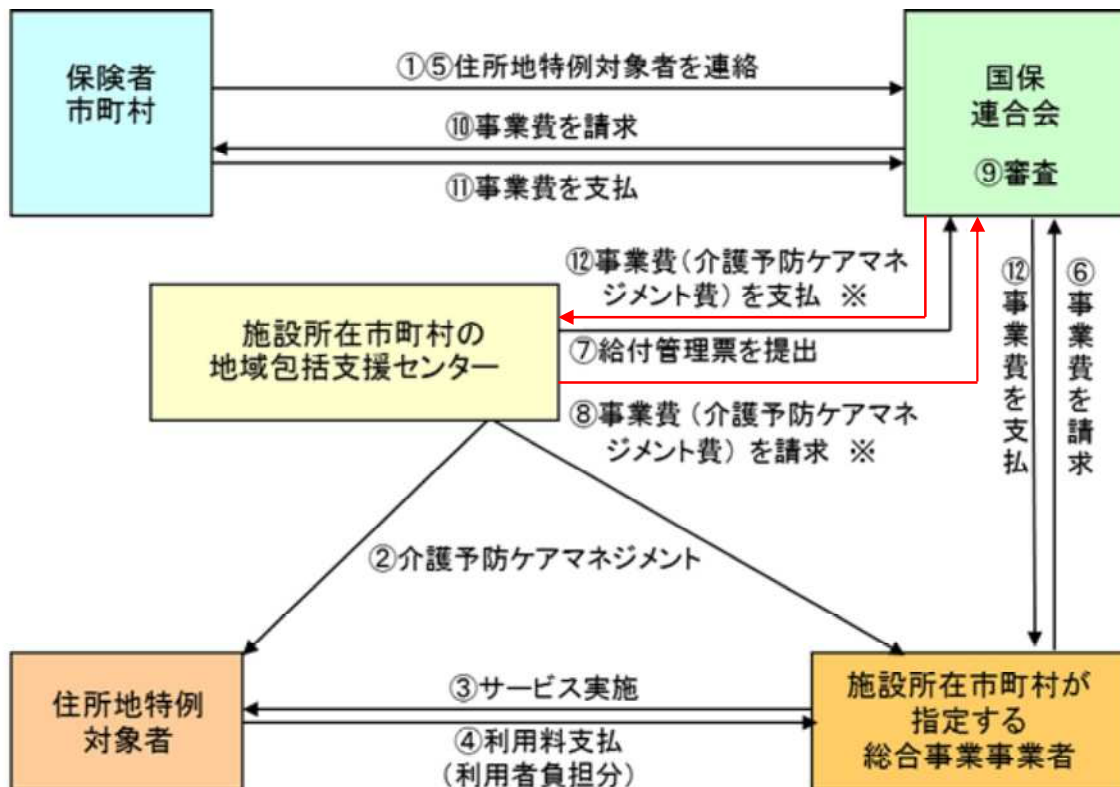 保険者
市町村
①⑤住所地特例対象者を連絡
国保
連合会
⑩事業費を請求
⑪事業費を支払
⑨審査
⑫事業費（介護予防ケアマネ
ジメント費）を支払 ※
施設所在市町村の
地域包括支援センター
⑦給付管理票を提出
⑧事業費（介護予防ケアマネ
ジメント費）を請求 ※
⑫事業費を支払
⑥事業費を請求
②介護予防ケアマネジメント
住所地特例
対象者
③サービス実施
④利用料支払
（利用者負担分）
施設所在市町村が
指定する
総合事業事業者